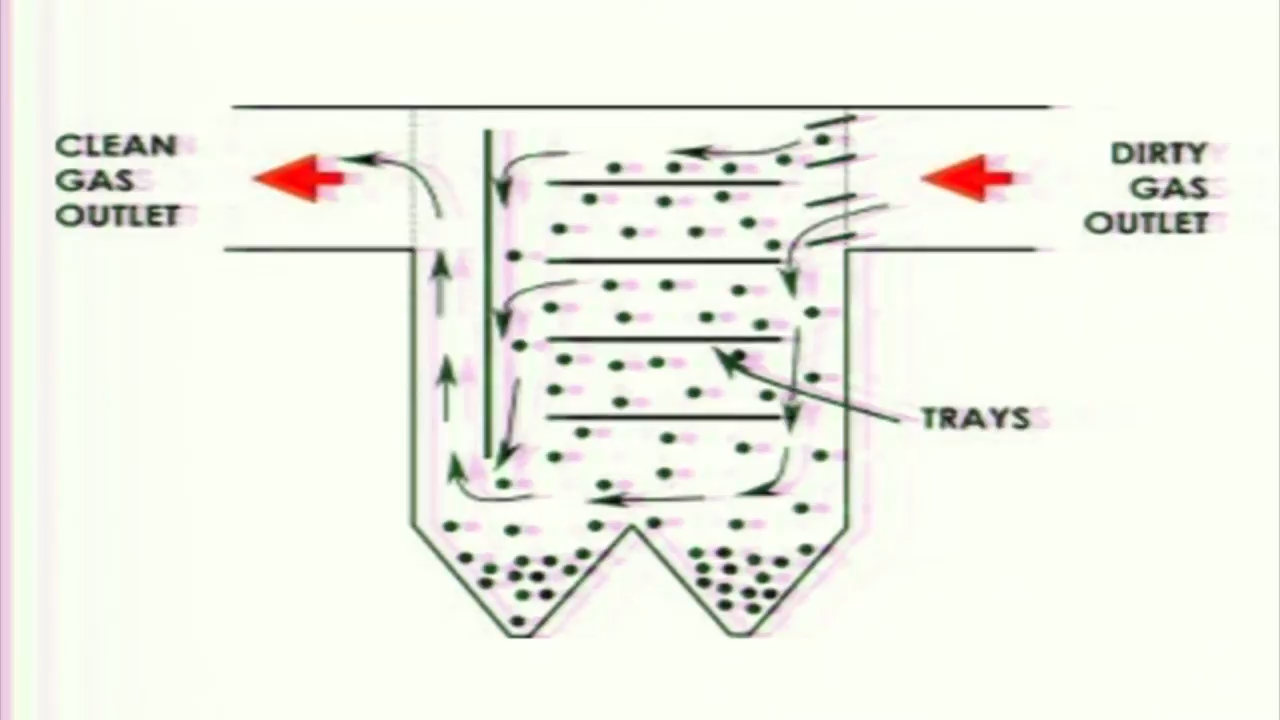 CLEAN
GAS
OUTLET
DIRTY
GAS
OUTLET
TRAYS